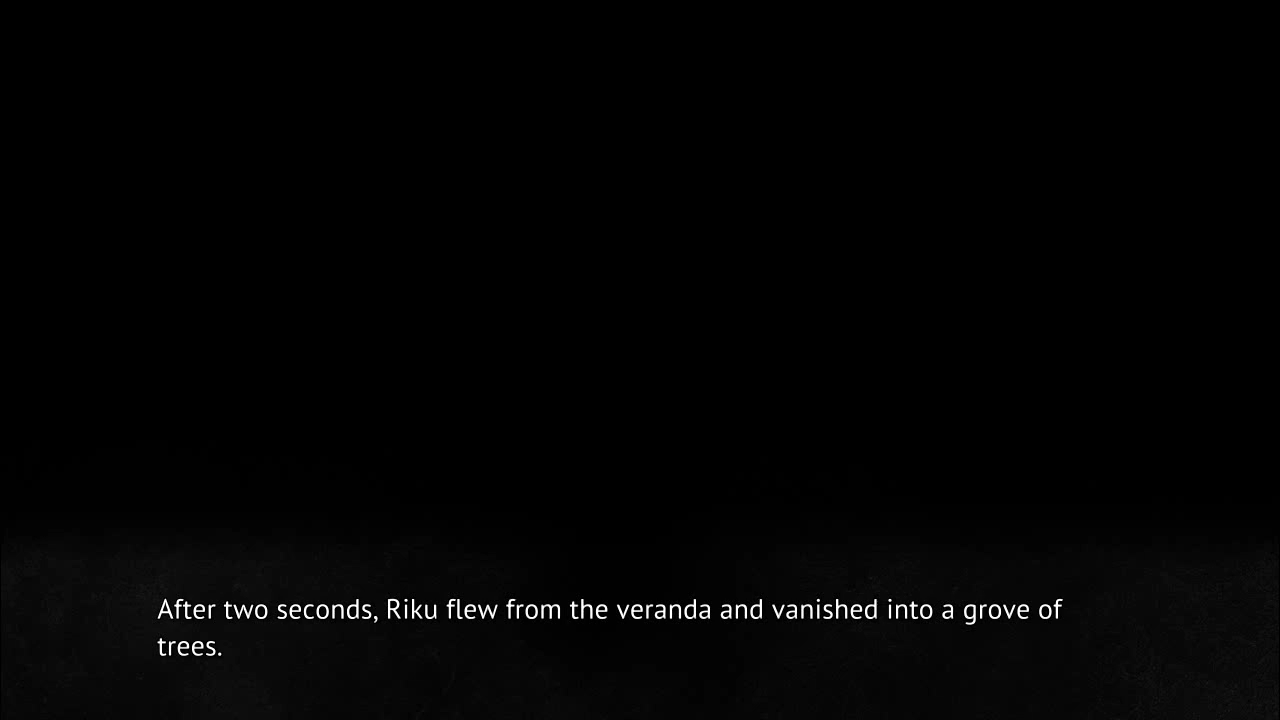 After two seconds, Riku flew from the veranda and vanished into a grove of
trees.